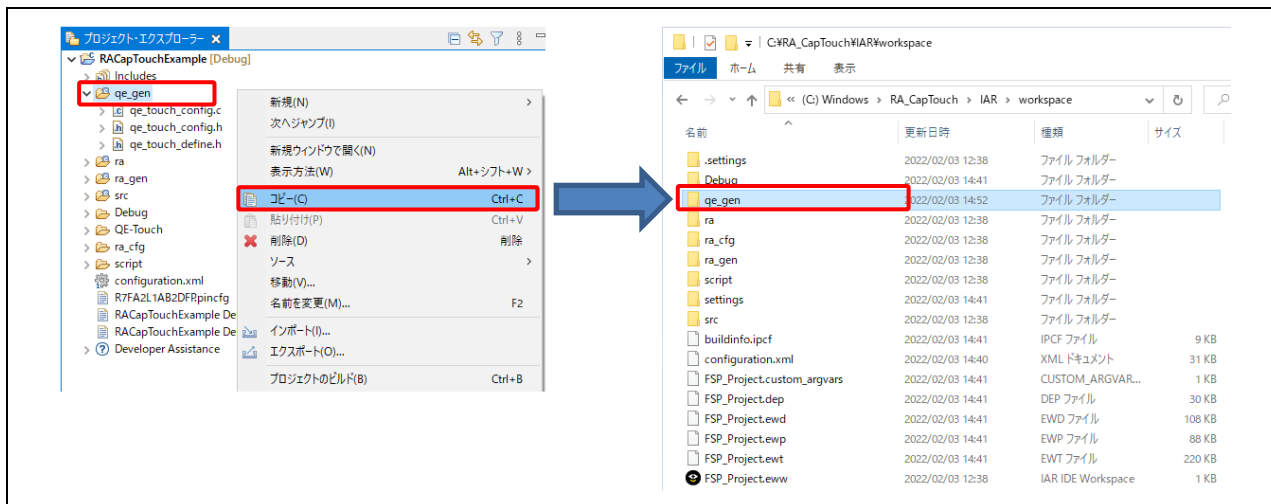 プロジェクト・エクスプローラー
RACapTouchExample [Debug]
Includes
qe_gen
qe_touch_config.c
qe_touch_config.h
qe_touch_define.h
ra
ra_gen
src
Debug
QE-Touch
ra_cfg
script
configuration.xml
R7FA2L1AB2DFP.pincfg
RACapTouchExample De
RACapTouchExample De
Developer Assistance
新規(N)
次へジャンプ(I)
新規ウィンドウで開く(N)
表示方法(W) Alt+シフト+W
コピー(C) Ctrl+C
貼り付け(P) Ctrl+V
削除(D) 削除
ソース
移動(V)...
名前を変更(M)... F2
インポート(I)...
エクスポート(O)...
プロジェクトのビルド(B) Ctrl+B
C:¥RA_CapTouch¥IAR¥workspace
ファイル ホーム 共有 表示
« (C:) Windows > RA_CapTouch > IAR > workspace
名前 更新日時 種類 サイズ
.settings 2022/02/03 12:38 ファイル フォルダー
Debug 2022/02/03 14:41 ファイル フォルダー
qe_gen 2022/02/03 14:52 ファイル フォルダー
ra 2022/02/03 12:38 ファイル フォルダー
ra_cfg 2022/02/03 12:38 ファイル フォルダー
ra_gen 2022/02/03 12:38 ファイル フォルダー
script 2022/02/03 12:38 ファイル フォルダー
settings 2022/02/03 14:41 ファイル フォルダー
src 2022/02/03 12:38 ファイル フォルダー
buildinfo.ipcf 2022/02/03 14:41 IPCF ファイル 9 KB
configuration.xml 2022/02/03 14:40 XML ドキュメント 31 KB
FSP_Project.custom_argvars 2022/02/03 14:41 CUSTOM_ARGVAR... 1 KB
FSP_Project.dep 2022/02/03 14:41 DEP ファイル 30 KB
FSP_Project.ewd 2022/02/03 14:41 EWD ファイル 108 KB
FSP_Project.ewp 2022/02/03 14:41 EWP ファイル 88 KB
FSP_Project.ewt 2022/02/03 14:41 EWT ファイル 220 KB
FSP_Project.eww 2022/02/03 12:38 IAR IDE Workspace 1 KB